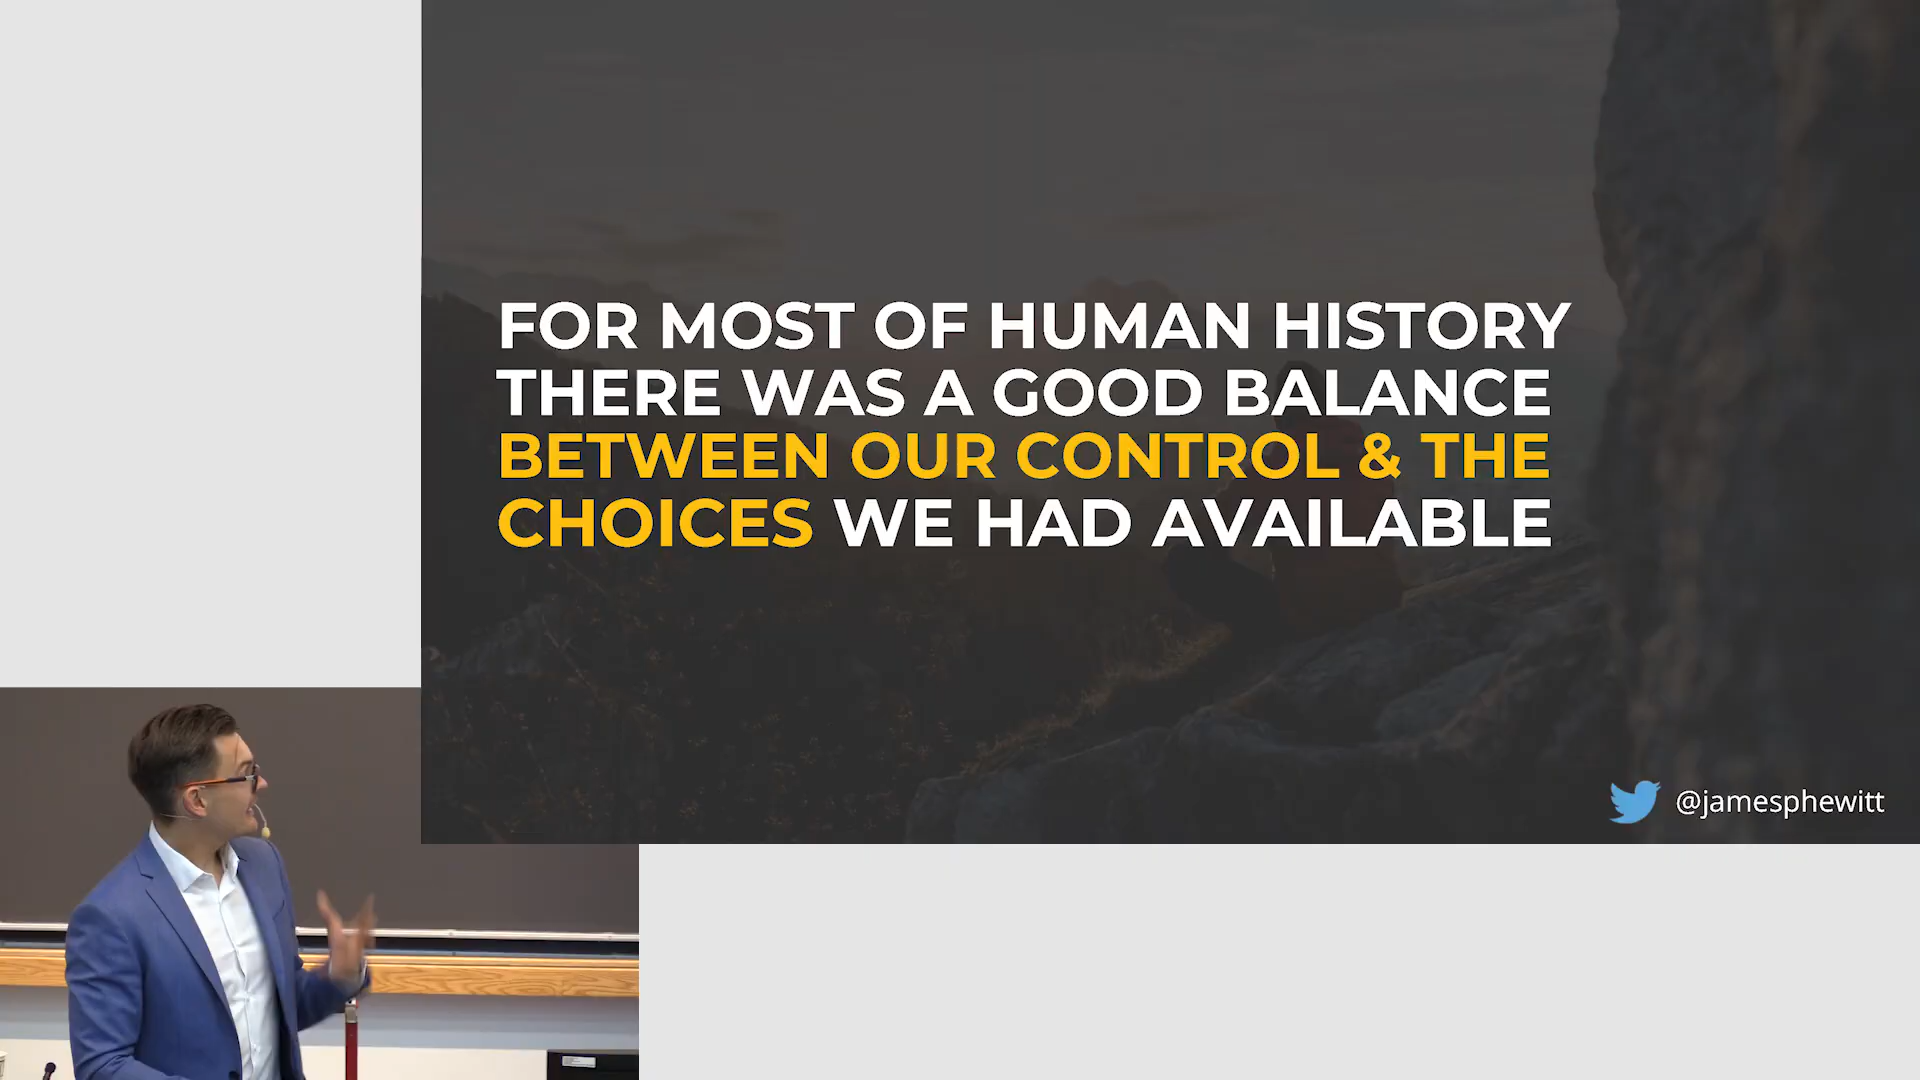 FOR MOST OF HUMAN HISTORY
THERE WAS A GOOD BALANCE
BETWEEN OUR CONTROL & THE
CHOICES WE HAD AVAILABLE
@jamesphewitt